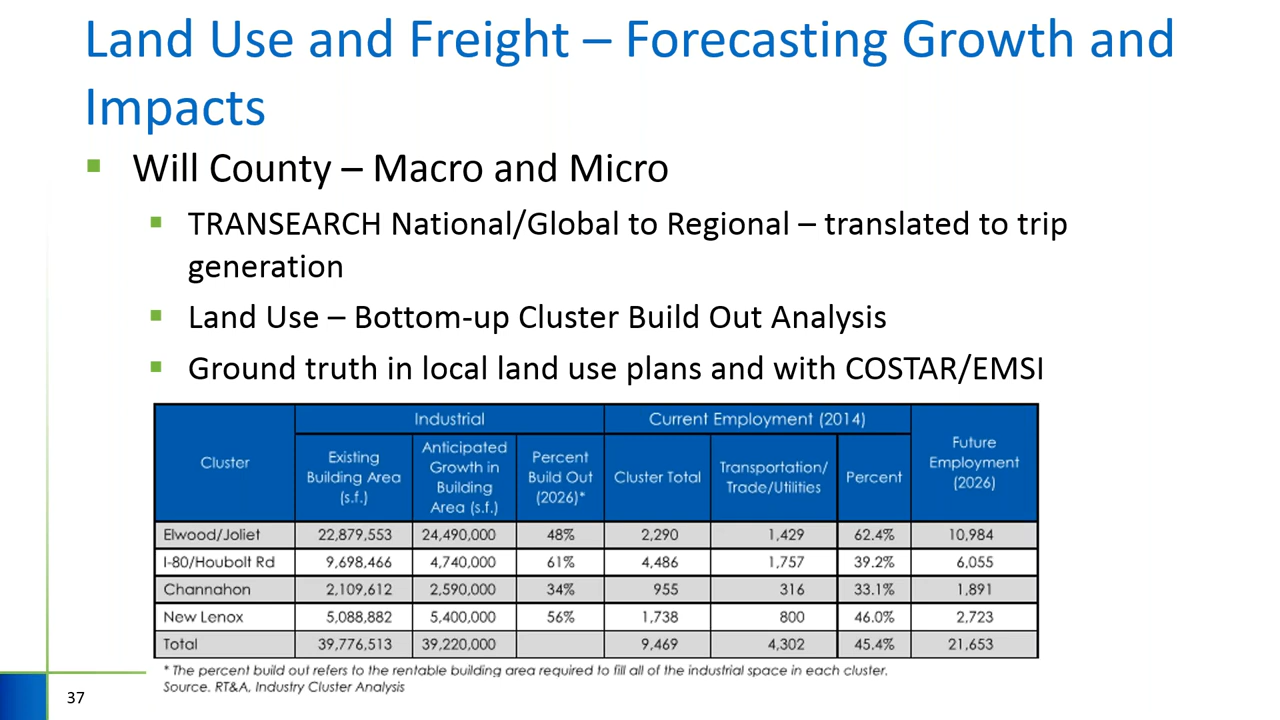 Land Use and Freight – Forecasting Growth and
Impacts
▪ Will County – Macro and Micro
▪ TRANSEARCH National/Global to Regional – translated to trip
generation
▪ Land Use – Bottom-up Cluster Build Out Analysis
▪ Ground truth in local land use plans and with COSTAR/EMSI
Cluster
Industrial
Current Employment (2014)
Future
Employment
(2026)
Existing
Building Area
(s.f.)
Anticipated
Growth in
Building
Area (s.f.)
Percent
Build Out
(2026)*
Cluster Total
Transportation/
Trade/Utilities
Percent
Elwood/Joliet 22,879,553 24,490,000 48% 2,290 1,429 62.4% 10,984
I-80/Houbolt Rd 9,698,466 4,740,000 61% 4,486 1,757 39.2% 6,055
Channahon 2,109,612 2,590,000 34% 955 316 33.1% 1,891
New Lenox 5,088,882 5,400,000 56% 1,738 800 46.0% 2,723
Total 39,776,513 39,220,000 9,469 4,302 45.4% 21,653
* The percent build out refers to the rentable building area required to fill all of the industrial space in each cluster.
Source. RT&A, Industry Cluster Analysis
37